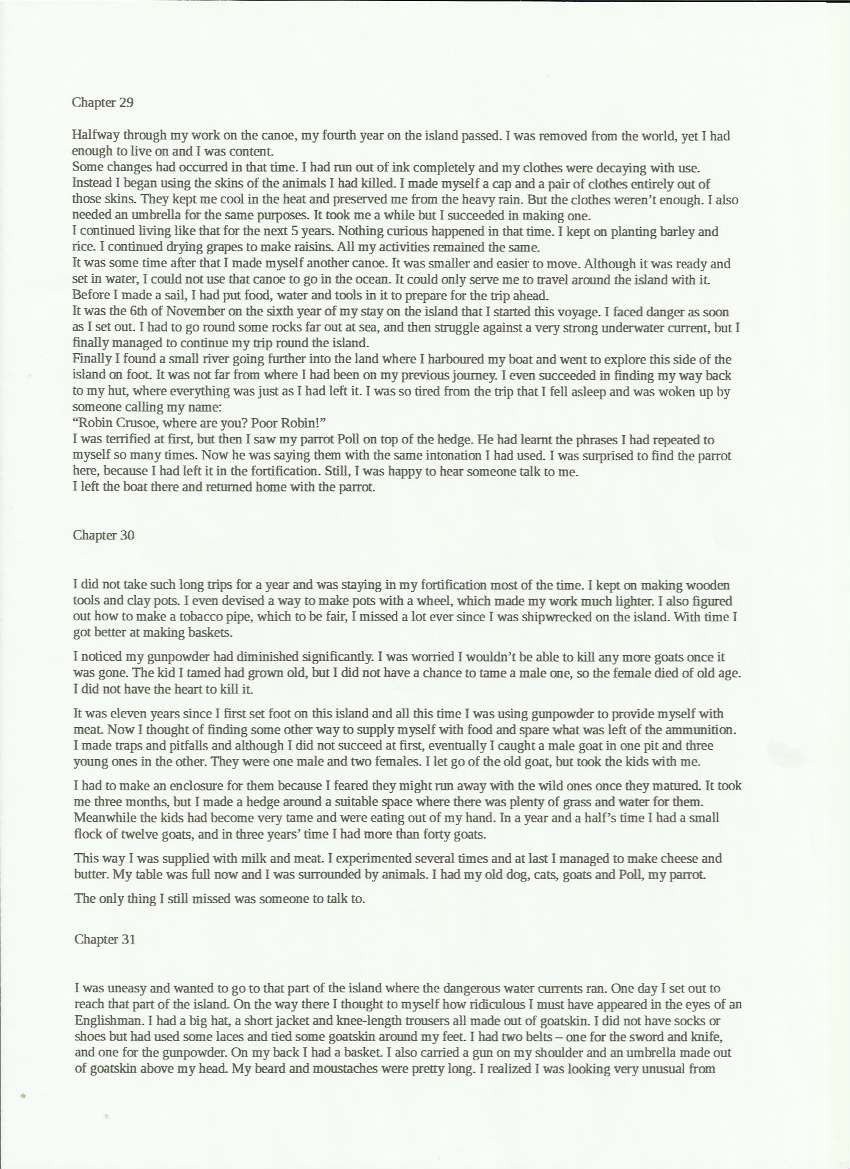 Chapter 29
Halfway through my work on the canoe, my fourth year on the island passed. I was removed from the world, yet I had
enough to live on and I was content.
Some changes had occurred in that time. I had run out of ink completely and my clothes were decaying with use.
Instead I began using the skins of the animals I had killed. I made myself a cap and a pair of clothes entirely out of
those skins. They kept me cool in the heat and preserved me from the heavy rain. But the clothes weren't enough. I also
needed an umbrella for the same purposes. It took me a while but I succeeded in making one.
I continued living like that for the next 5 years. Nothing curious happened in that time. I kept on planting barley and
rice. I continued drying grapes to make raisins. All my activities remained the same.
It was some time after that I made myself another canoe. It was smaller and easier to move. Although it was ready and
set in water, I could not use that canoe to go in the ocean. It could only serve me to travel around the island with it.
Before I made a sail, I had put food, water and tools in it to prepare for the trip ahead.
It was the 6th of November on the sixth year of my stay on the island that I started this voyage. I faced danger as soon
as I set out. I had to go round some rocks far out at sea, and then struggle against a very strong underwater current, but I
finally managed to continue my trip round the island.
Finally I found a small river going further into the land where I harboured my boat and went to explore this side of the
island on foot. It was not far from where I had been on my previous journey. I even succeeded in finding my way back
to my hut, where everything was just as I had left it. I was so tired from the trip that I fell asleep and was woken up by
someone calling my name:
“Robin Crusoe, where are you? Poor Robin!”
I was terrified at first, but then I saw my parrot Poll on top of the hedge. He had learnt the phrases I had repeated to
myself so many times. Now he was saying them with the same intonation I had used. I was surprised to find the parrot
here, because I had left it in the fortification. Still, I was happy to hear someone talk to me.
I left the boat there and returned home with the parrot.
Chapter 30
I did not take such long trips for a year and was staying in my fortification most of the time. I kept on making wooden
tools and clay pots. I even devised a way to make pots with a wheel, which made my work much lighter. I also figured
out how to make a tobacco pipe, which to be fair, I missed a lot ever since I was shipwrecked on the island. With time I
got better at making baskets.
I noticed my gunpowder had diminished significantly. I was worried I wouldn't be able to kill any more goats once it
was gone. The kid I tamed had grown old, but I did not have a chance to tame a male one, so the female died of old age.
I did not have the heart to kill it.
It was eleven years since I first set foot on this island and all this time I was using gunpowder to provide myself with
meat. Now I thought of finding some other way to supply myself with food and spare what was left of the ammunition.
I made traps and pitfalls and although I did not succeed at first, eventually I caught a male goat in one pit and three
young ones in the other. They were one male and two females. I let go of the old goat, but took the kids with me.
I had to make an enclosure for them because I feared they might run away with the wild ones once they matured. It took
me three months, but I made a hedge around a suitable space where there was plenty of grass and water for them.
Meanwhile the kids had become very tame and were eating out of my hand. In a year and a half's time I had a small
flock of twelve goats, and in three years' time I had more than forty goats.
This way I was supplied with milk and meat. I experimented several times and at last I managed to make cheese and
butter. My table was full now and I was surrounded by animals. I had my old dog, cats, goats and Poll, my parrot.
The only thing I still missed was someone to talk to.
Chapter 31
I was uneasy and wanted to go to that part of the island where the dangerous water currents ran. One day I set out to
reach that part of the island. On the way there I thought to myself how ridiculous I must have appeared in the eyes of an
Englishman. I had a big hat, a short jacket and knee-length trousers all made out of goatskin. I did not have socks or
shoes but had used some laces and tied some goatskin around my feet. I had two belts – one for the sword and knife,
and one for the gunpowder. On my back I had a basket. I also carried a gun on my shoulder and an umbrella made out
of goatskin above my head. My beard and moustaches were pretty long. I realized I was looking very unusual from